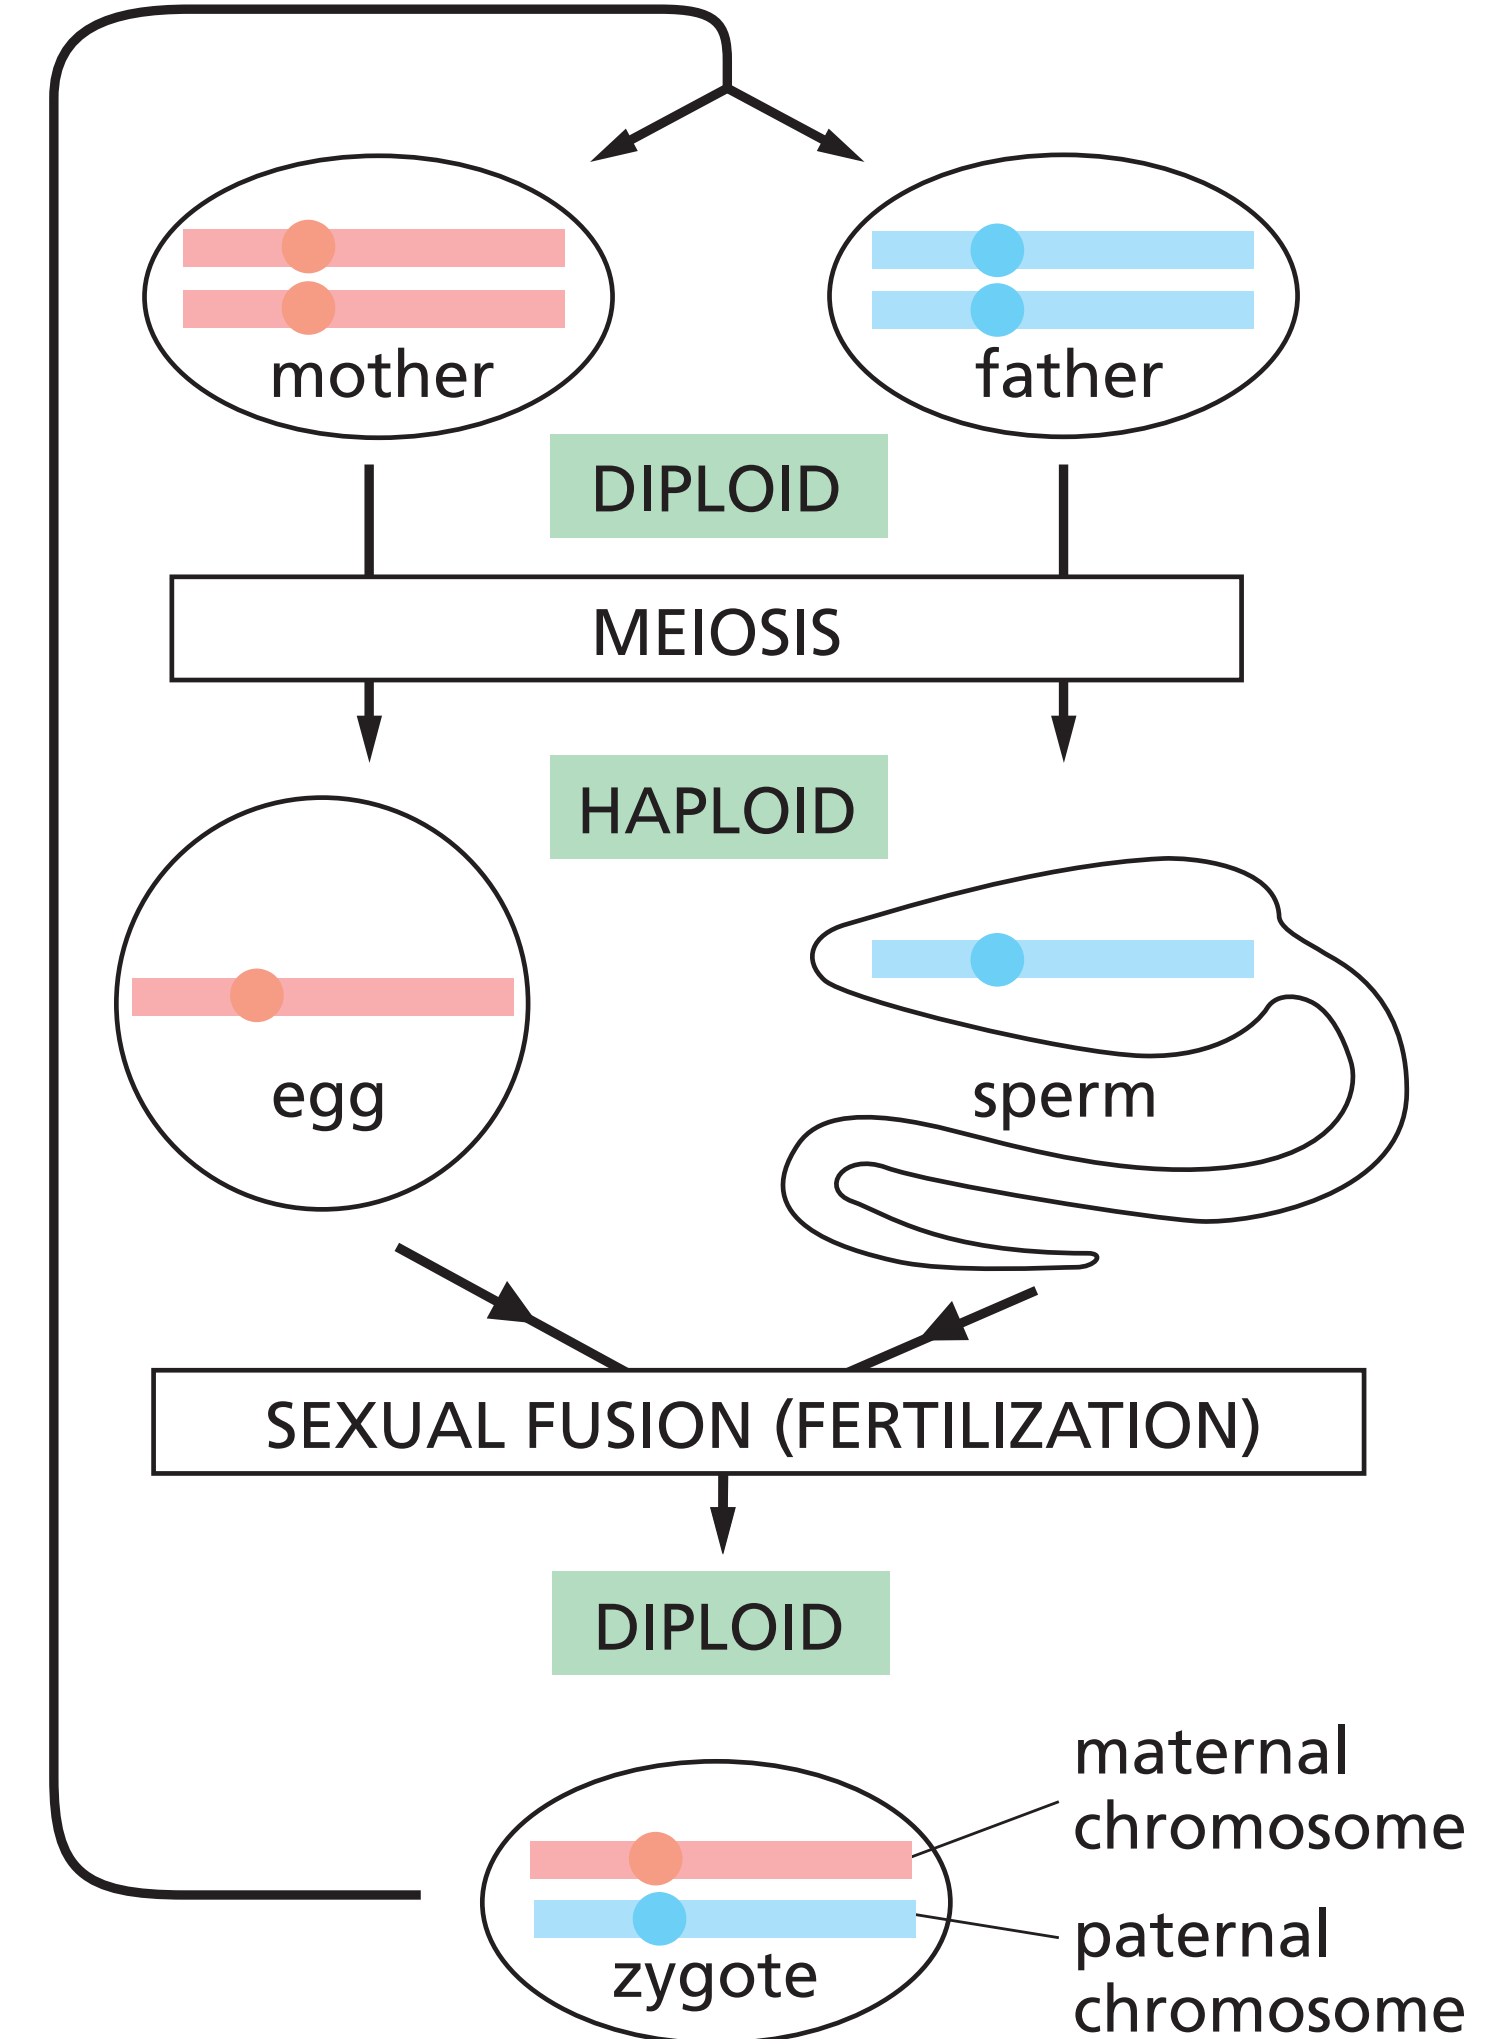 mother
father
DIPLOID
MEIOSIS
HAPLOID
egg
sperm
SEXUAL FUSION (FERTILIZATION)
DIPLOID
maternal
chromosome
paternal
chromosome
zygote